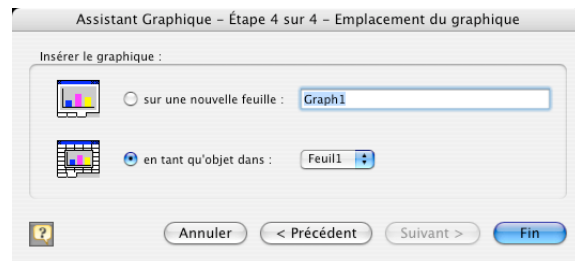 Assistant Graphique – Étape 4 sur 4 – Emplacement du graphique
Insérer le graphique :
sur une nouvelle feuille : Graph1
en tant qu'objet dans : Feuil1
? Annuler < Précédent Suivant > Fin